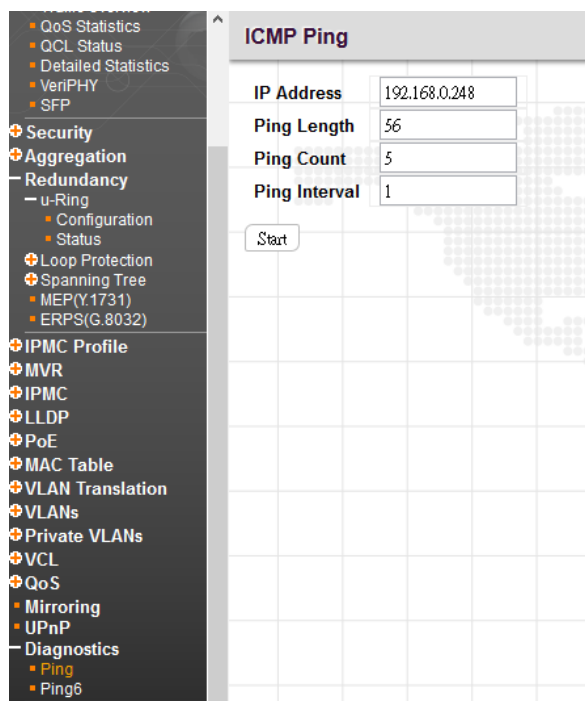 QoS Statistics
QCL Status
Detailed Statistics
VeriPHY
SFP
Security
Aggregation
Redundancy
u-Ring
Configuration
Status
Loop Protection
Spanning Tree
MEP(Y.1731)
ERPS(G.8032)
IPMC Profile
MVR
IPMC
LLDP
PoE
MAC Table
VLAN Translation
VLANs
Private VLANs
VCL
QoS
Mirroring
UPnP
Diagnostics
Ping
Ping6
ICMP Ping
IP Address 192.168.0.248
Ping Length 56
Ping Count 5
Ping Interval 1
Start